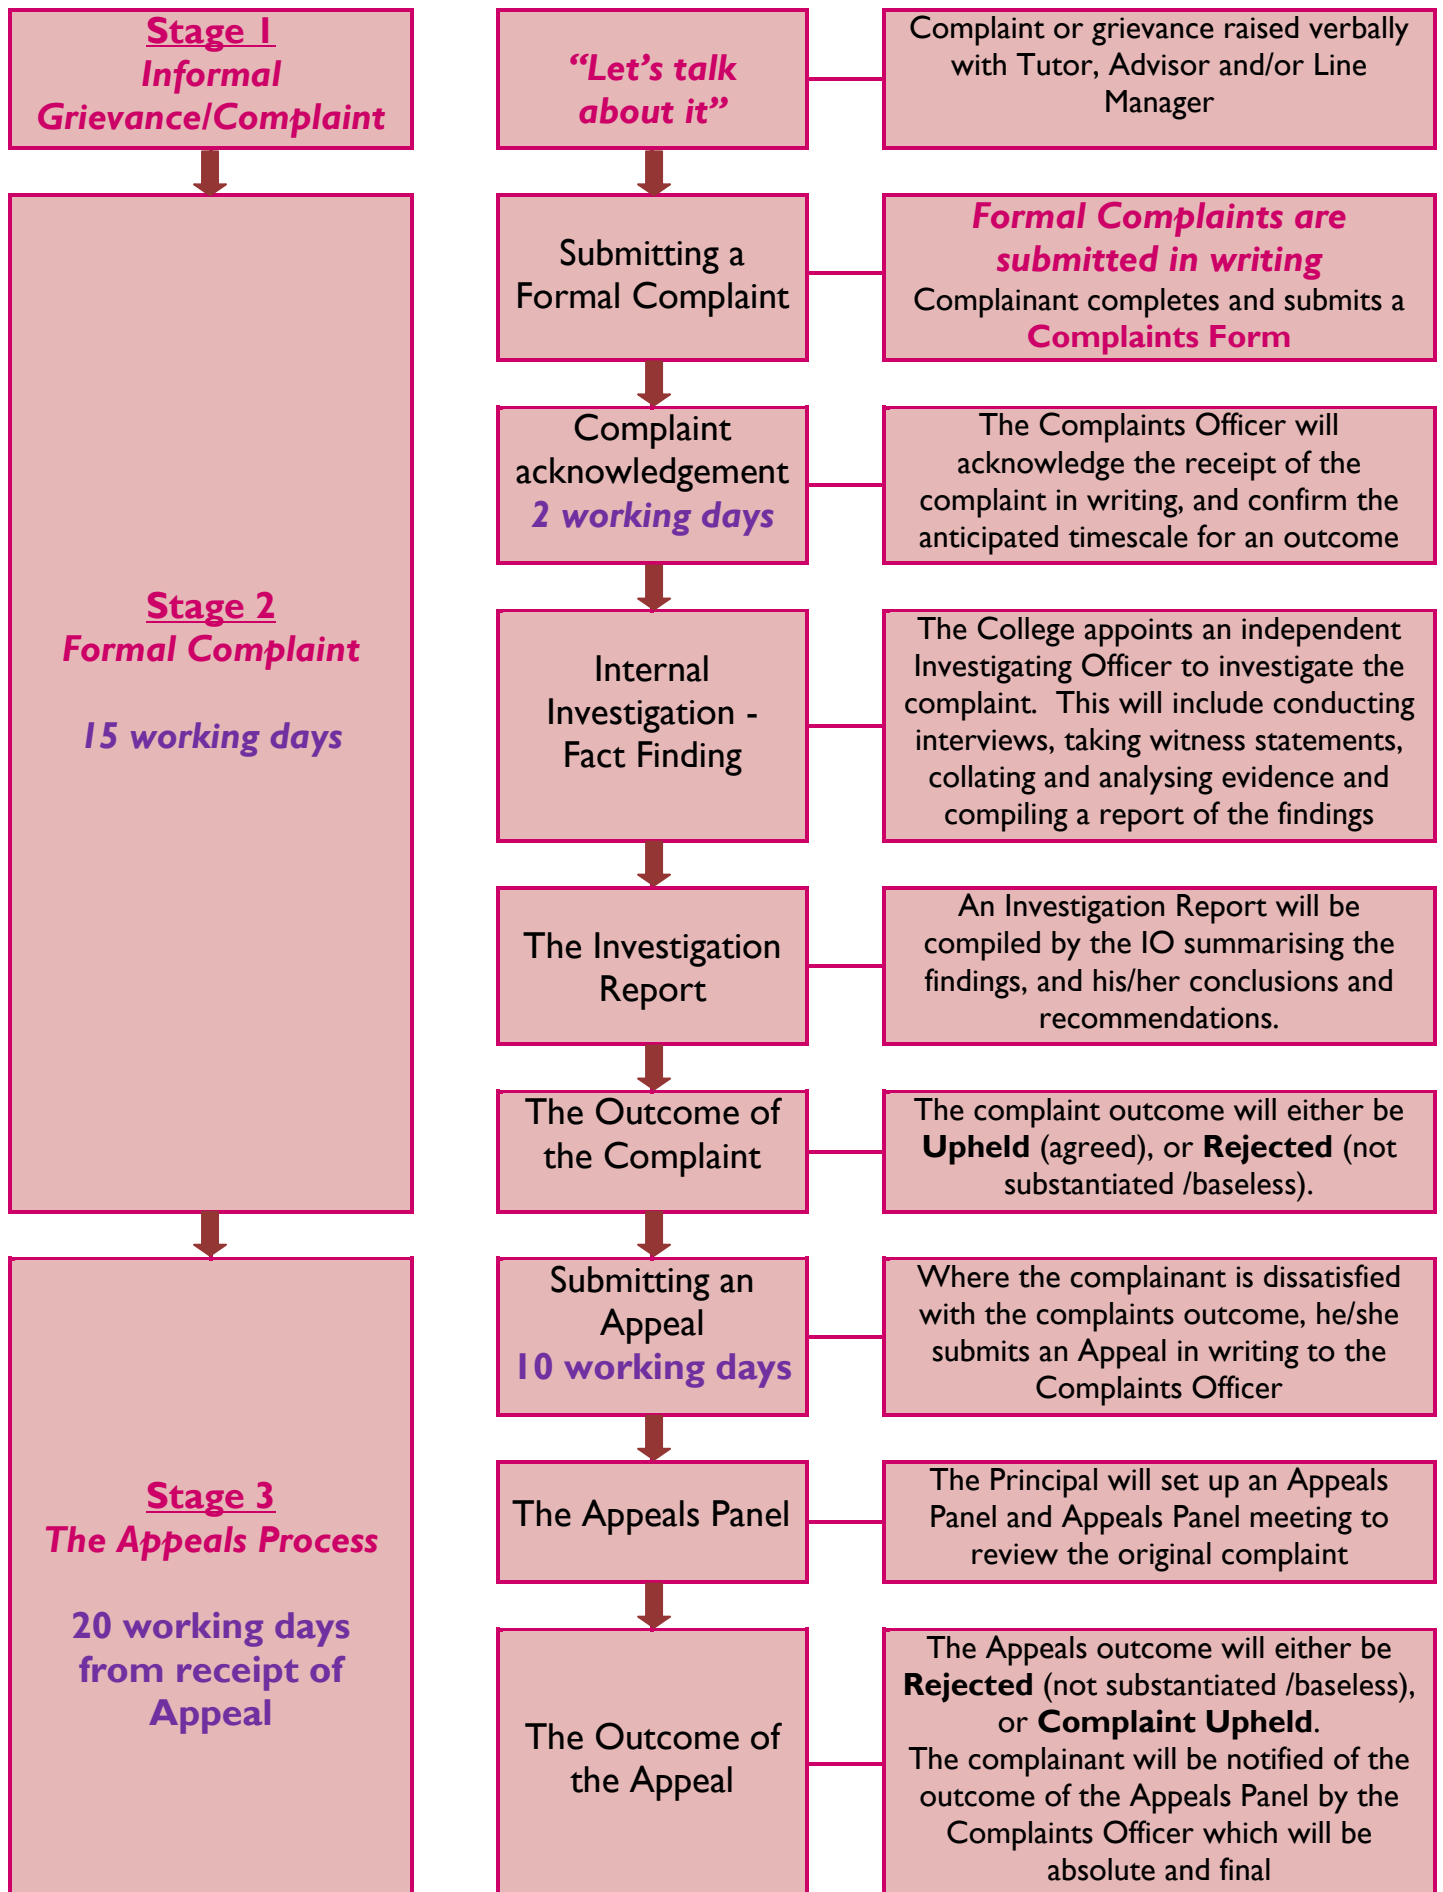 Stage 1
Informal
Grievance/Complaint
“Let’s talk
about it”
Complaint or grievance raised verbally
with Tutor, Advisor and/or Line
Manager
Stage 2
Formal Complaint
15 working days
Submitting a
Formal Complaint
Formal Complaints are
submitted in writing
Complainant completes and submits a
Complaints Form
Complaint
acknowledgement
2 working days
The Complaints Officer will
acknowledge the receipt of the
complaint in writing, and confirm the
anticipated timescale for an outcome
Internal
Investigation -
Fact Finding
The College appoints an independent
Investigating Officer to investigate the
complaint.  This will include conducting
interviews, taking witness statements,
collating and analysing evidence and
compiling a report of the findings
The Investigation
Report
An Investigation Report will be
compiled by the IO summarising the
findings, and his/her conclusions and
recommendations.
The Outcome of
the Complaint
The complaint outcome will either be
Upheld (agreed), or Rejected (not
substantiated /baseless).
Stage 3
The Appeals Process
20 working days
from receipt of
Appeal
Submitting an
Appeal
10 working days
Where the complainant is dissatisfied
with the complaints outcome, he/she
submits an Appeal in writing to the
Complaints Officer
The Appeals Panel
The Principal will set up an Appeals
Panel and Appeals Panel meeting to
review the original complaint
The Outcome of
the Appeal
The Appeals outcome will either be
Rejected (not substantiated /baseless),
or Complaint Upheld.
The complainant will be notified of the
outcome of the Appeals Panel by the
Complaints Officer which will be
absolute and final